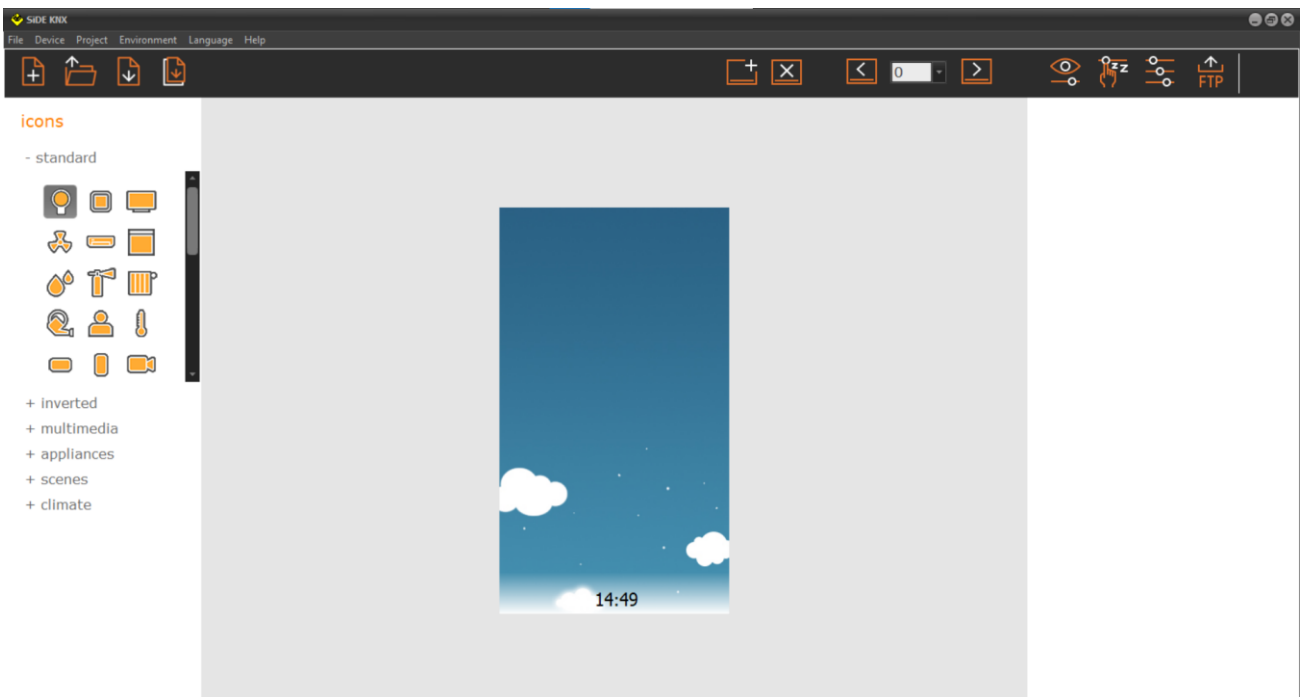 SiDE KNX
File Device Project Environment Language Help
0
zz
FTP
icons
- standard
+ inverted
+ multimedia
+ appliances
+ scenes
+ climate
14:49